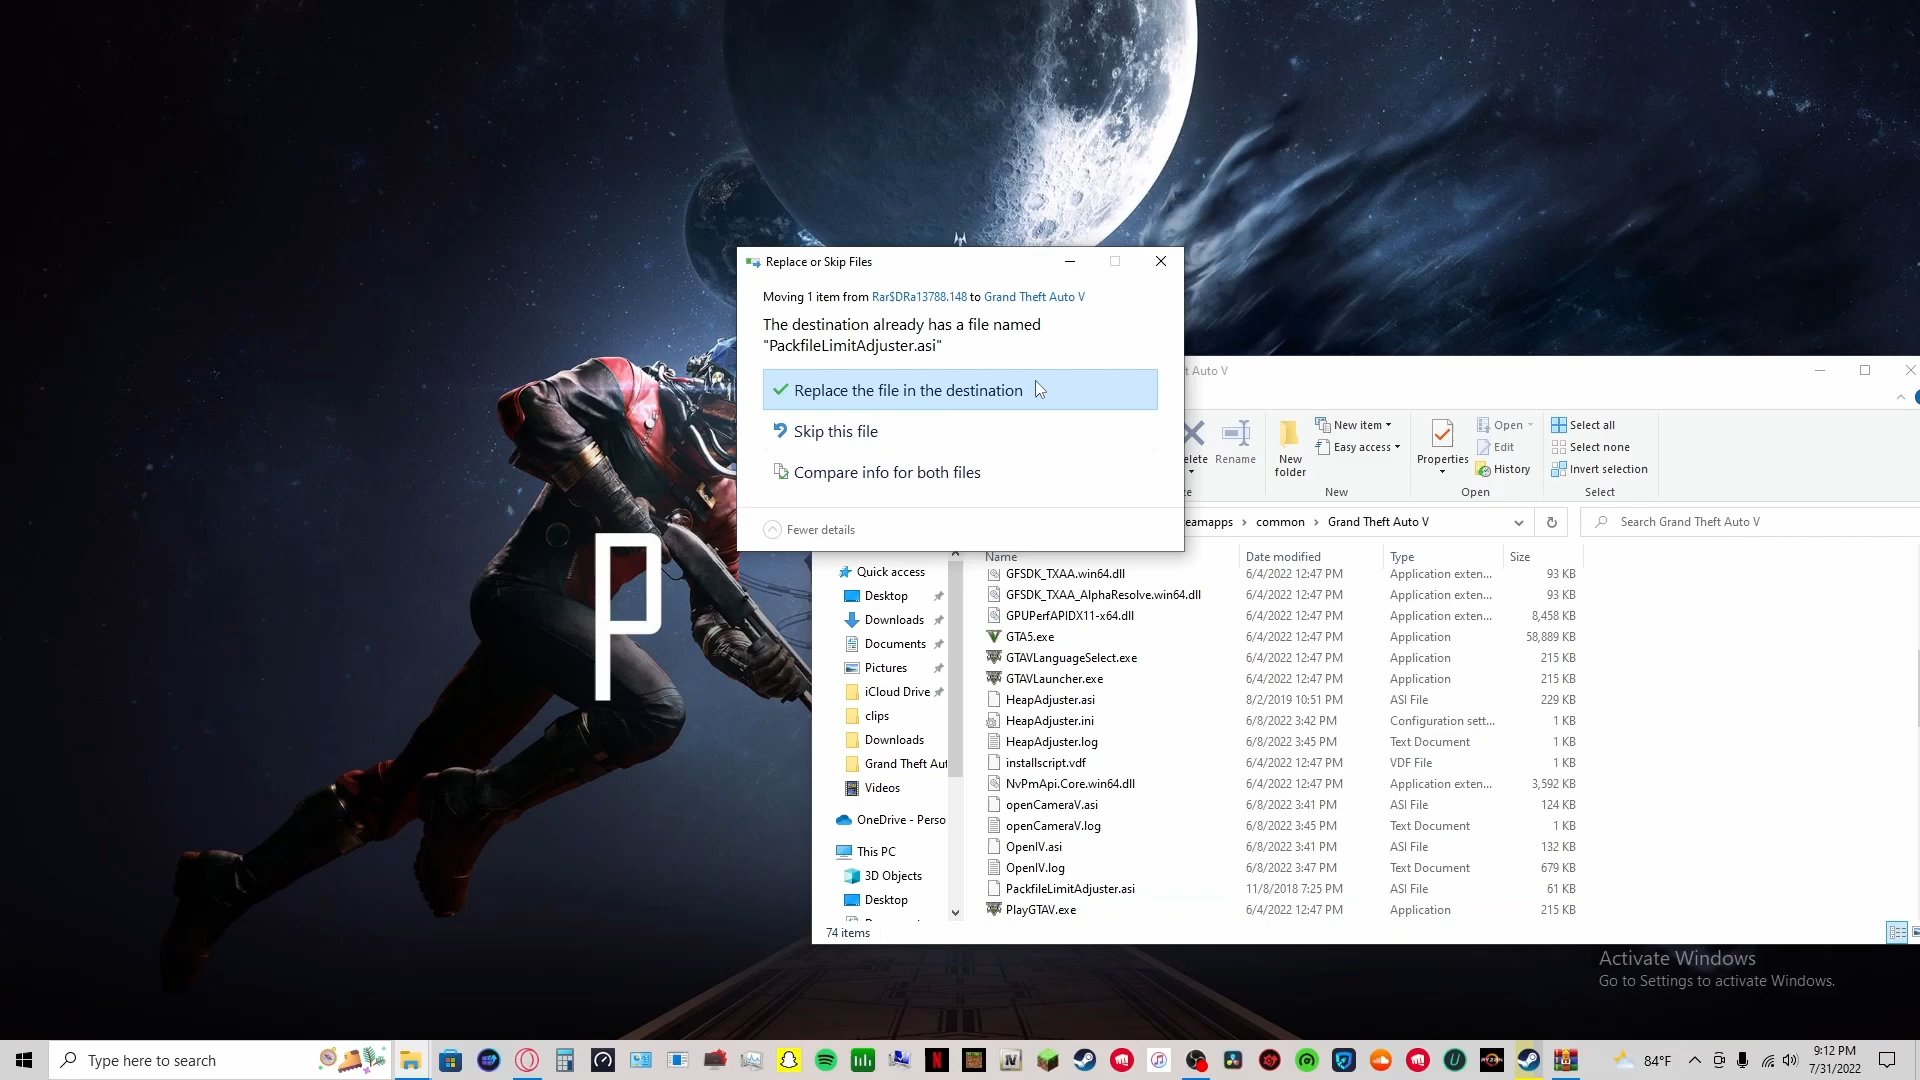 Replace or Skip Files
Moving 1 item from Rar$DRa13788.148 to Grand Theft Auto V
The destination already has a file named
"PackfileLimitAdjuster.asi"
Replace the file in the destination
Skip this file
Compare info for both files
Fewer details
t Auto V
elete
Rename
New folder
New item
Easy access
New
Properties
Open
Edit
History
Open
Select all
Select none
Invert selection
Select
eamapps > common > Grand Theft Auto V
Search Grand Theft Auto V
Name Date modified Type Size
Quick access
Desktop
Downloads
Documents
Pictures
iCloud Drive
clips
Downloads
Grand Theft Aut
Videos
OneDrive - Perso
This PC
3D Objects
Desktop
GFSDK_TXAA.win64.dll 6/4/2022 12:47 PM Application exten... 93 KB
GFSDK_TXAA_AlphaResolve.win64.dll 6/4/2022 12:47 PM Application exten... 93 KB
GPUPerfAPIDX11-x64.dll 6/4/2022 12:47 PM Application exten... 8,458 KB
GTA5.exe 6/4/2022 12:47 PM Application 58,889 KB
GTAVLanguageSelect.exe 6/4/2022 12:47 PM Application 215 KB
GTAVLauncher.exe 6/4/2022 12:47 PM Application 215 KB
HeapAdjuster.asi 8/2/2019 10:51 PM ASI File 229 KB
HeapAdjuster.ini 6/8/2022 3:42 PM Configuration sett... 1 KB
HeapAdjuster.log 6/8/2022 3:45 PM Text Document 1 KB
installscript.vdf 6/4/2022 12:47 PM VDF File 1 KB
NvPmApi.Core.win64.dll 6/4/2022 12:47 PM Application exten... 3,592 KB
openCameraV.asi 6/8/2022 3:41 PM ASI File 124 KB
openCameraV.log 6/8/2022 3:45 PM Text Document 1 KB
OpenIV.asi 6/8/2022 3:41 PM ASI File 132 KB
OpenIV.log 6/8/2022 3:47 PM Text Document 679 KB
PackfileLimitAdjuster.asi 11/8/2018 7:25 PM ASI File 61 KB
PlayGTAV.exe 6/4/2022 12:47 PM Application 215 KB
74 items
P
Activate Windows
Go to Settings to activate Windows.
Type here to search
84°F
9:12 PM
7/31/2022